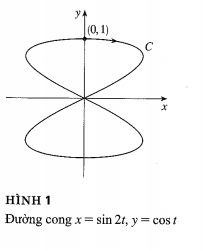 y
(0, 1)
C
x
HÌNH 1
Đường cong x = sin 2t, y = cos t